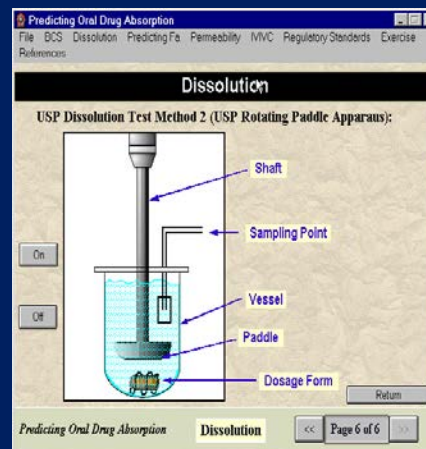 Predicting Oral Drug Absorption
File BCS Dissolution Predicting Fa Permeability IVIVC Regulatory Standards Exercise
References
Dissolution
USP Dissolution Test Method 2 (USP Rotating Paddle Apparaus):
Shaft
Sampling Point
On
Vessel
Off
Paddle
Dosage Form
Return
Predicting Oral Drug Absorption Dissolution << Page 6 of 6 >>